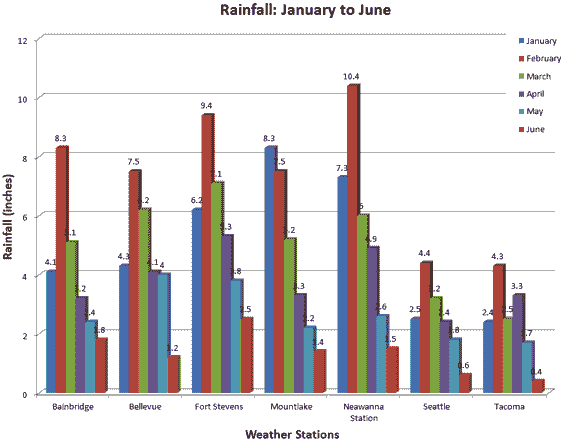 Rainfall: January to June
Rainfall (inches)
12
10
8
6
4
2
0
4.1
8.3
5.1
3.2
2.4
1.8
4.3
7.5
6.2
4.1
4
1.2
6.2
9.4
7.1
5.3
3.8
2.5
8.3
7.5
5.2
3.3
2.2
1.4
7.3
10.4
6
4.9
2.6
1.5
2.5
4.4
3.2
2.4
1.8
0.6
2.4
4.3
2.5
3.3
1.7
0.4
January
February
March
April
May
June
Bainbridge
Bellevue
Fort Stevens
Mountlake
Neawanna
Station
Seattle
Tacoma
Weather Stations